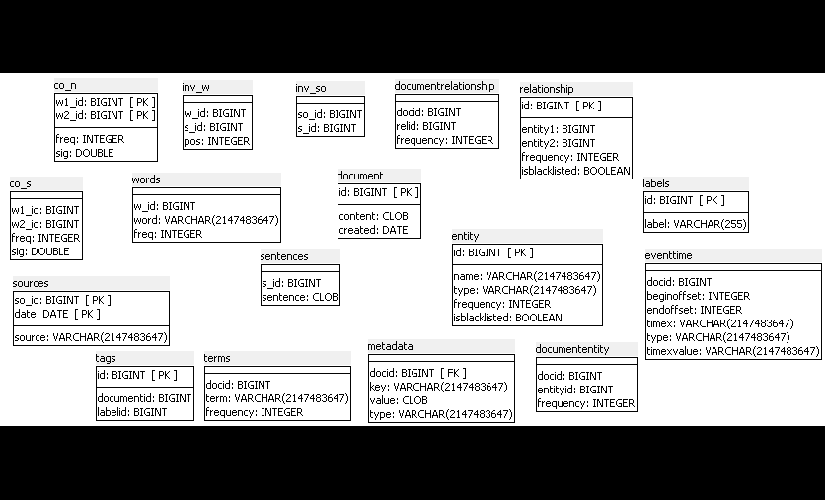 co_n
w1_id: BIGINT [ PK ]
w2_id: BIGINT [ PK ]
freq: INTEGER
sig: DOUBLE
inv_w
w_id: BIGINT
s_id: BIGINT
pos: INTEGER
inv_so
so_id: BIGINT
s_id: BIGINT
documentrelationshp
docid: BIGINT
relid: BIGINT
frequency: INTEGER
relationship
id: BIGINT [ PK ]
entity1: BIGINT
entity2: BIGINT
frequency: INTEGER
isblacklisted: BOOLEAN
co_s
w1_ic: BIGINT
w2_ic: BIGINT
freq: INTEGER
sig: DOUBLE
words
w_id: BIGINT
word: VARCHAR(2147483647)
freq: INTEGER
document
id: BIGINT [ PK ]
content: CLOB
created: DATE
labels
id: BIGINT [ PK ]
label: VARCHAR(255)
sentences
s_id: BIGINT
sentence: CLOB
entity
id: BIGINT [ PK ]
name: VARCHAR(2147483647)
type: VARCHAR(2147483647)
frequency: INTEGER
isblacklisted: BOOLEAN
eventtime
docid: BIGINT
beginoffset: INTEGER
endoffset: INTEGER
timex: VARCHAR(2147483647)
type: VARCHAR(2147483647)
timexvalue: VARCHAR(2147483647)
sources
so_ic: BIGINT [ PK ]
date DATE [ PK ]
source: VARCHAR(2147483647)
tags
id: BIGINT [ PK ]
documentid: BIGINT
labelid: BIGINT
terms
docid: BIGINT
term: VARCHAR(2147483647)
frequency: INTEGER
metadata
docid: BIGINT [ FK ]
key: VARCHAR(2147483647)
value: CLOB
type: VARCHAR(2147483647)
documententity
docid: BIGINT
entityid: BIGINT
frequency: INTEGER